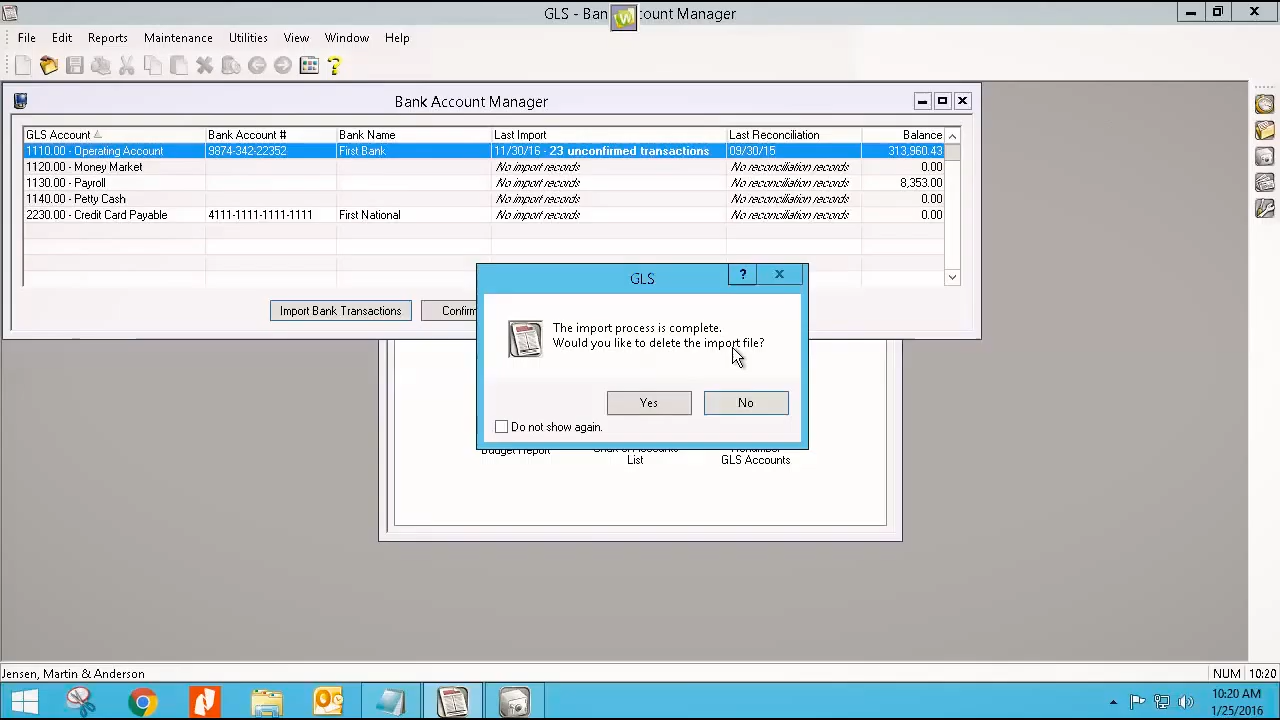 GLS - Ban count Manager
File Edit Reports Maintenance Utilities View Window Help
Bank Account Manager
GLS Account Bank Account # Bank Name Last Import Last Reconciliation Balance
1110.00 - Operating Account 9874-342-22352 First Bank 11/30/16 - 23 unconfirmed transactions 09/30/15 313,960.43
1120.00 - Money Market No import records No reconciliation records 0.00
1130.00 - Payroll No import records No reconciliation records 8,353.00
1140.00 - Petty Cash No import records No reconciliation records 0.00
2230.00 - Credit Card Payable 4111-1111-1111-1111 First National No import records No reconciliation records 0.00
Import Bank Transactions Confirm
GLS
The import process is complete.
Would you like to delete the import file?
Yes No
Do not show again.
Budget Report
List GLS Accounts
Jensen, Martin & Anderson NUM 10:20
10:20 AM
1/25/2016